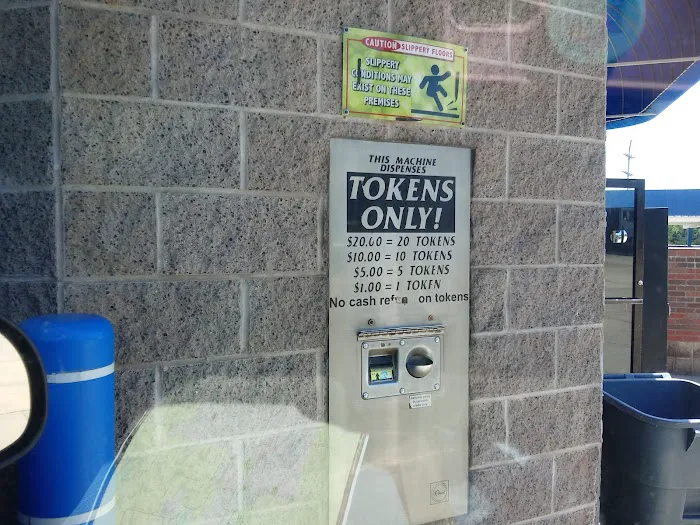 CAUTION SLIPPERY FLOORS
SLIPPERY
CONDITIONS MAY
EXIST ON THESE
PREMISES
THIS MACHINE
DISPENSES
TOKENS
ONLY!
$20.00 = 20 TOKENS
$10.00 = 10 TOKENS
$5.00 = 5 TOKENS
$1.00 = 1 TOKEN
No cash on tokens